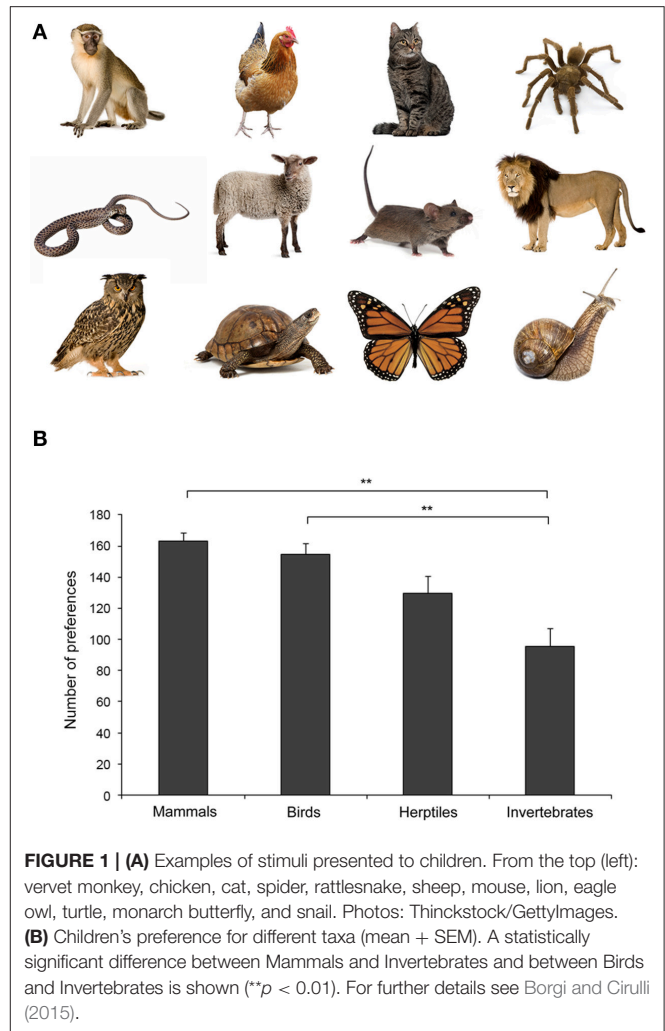 A
B
**
**
180
160
140
120
100
80
60
40
20
0
Number of preferences
Mammals Birds Herptiles Invertebrates
FIGURE 1 | (A) Examples of stimuli presented to children. From the top (left):
vervet monkey, chicken, cat, spider, rattlesnake, sheep, mouse, lion, eagle
owl, turtle, monarch butterfly, and snail. Photos: Thinckstock/GettyImages.
(B) Children's preference for different taxa (mean + SEM). A statistically
significant difference between Mammals and Invertebrates and between Birds
and Invertebrates is shown (**p < 0.01). For further details see Borgi and Cirulli
(2015).